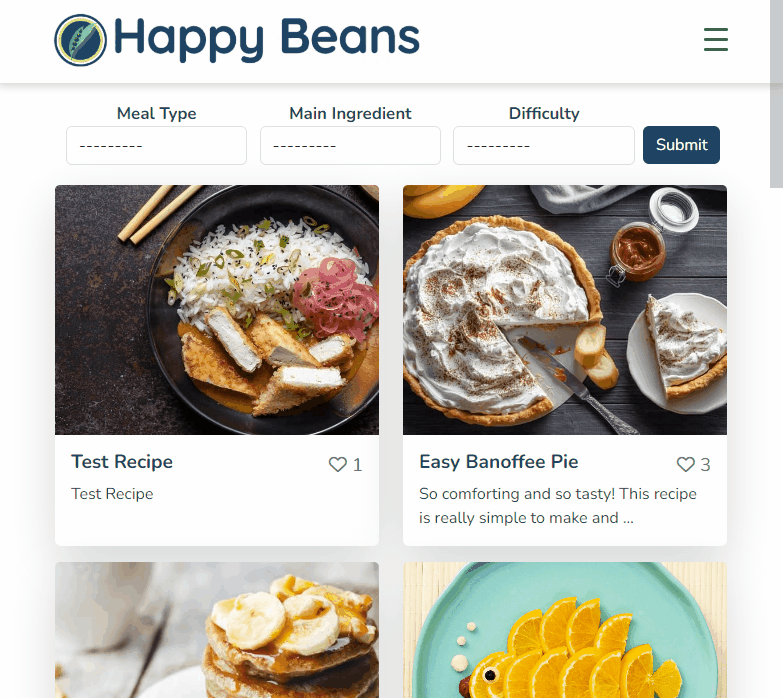 Happy Beans
Meal Type Main Ingredient Difficulty
--------- --------- --------- Submit
Test Recipe 1
Test Recipe
Easy Banoffee Pie 3
So comforting and so tasty! This recipe
is really simple to make and ...